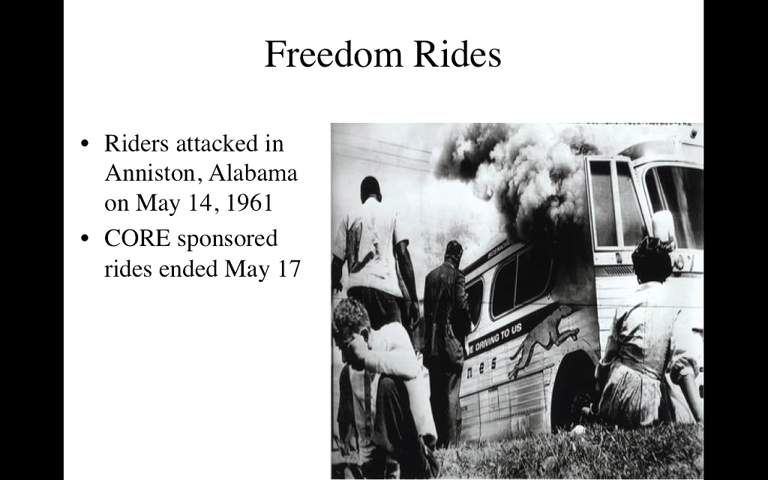 Freedom Rides
• Riders attacked in
Anniston, Alabama
on May 14, 1961
• CORE sponsored
rides ended May 17
E DRIVING TO US
n e s